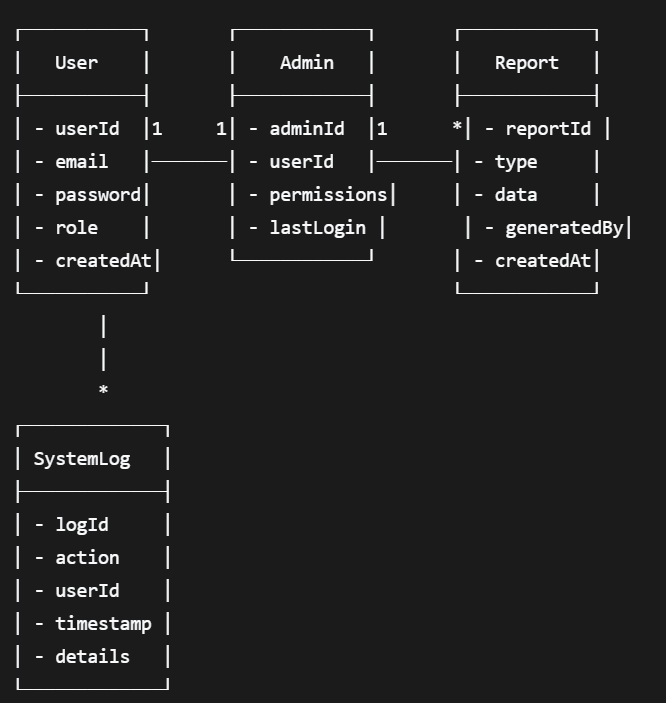 User Admin Report
- userId 1 1 - adminId 1 * - reportId
- email - userId - type
- password - permissions - data
- role - lastLogin - generatedBy
- createdAt - createdAt
*
SystemLog
- logId
- action
- userId
- timestamp
- details